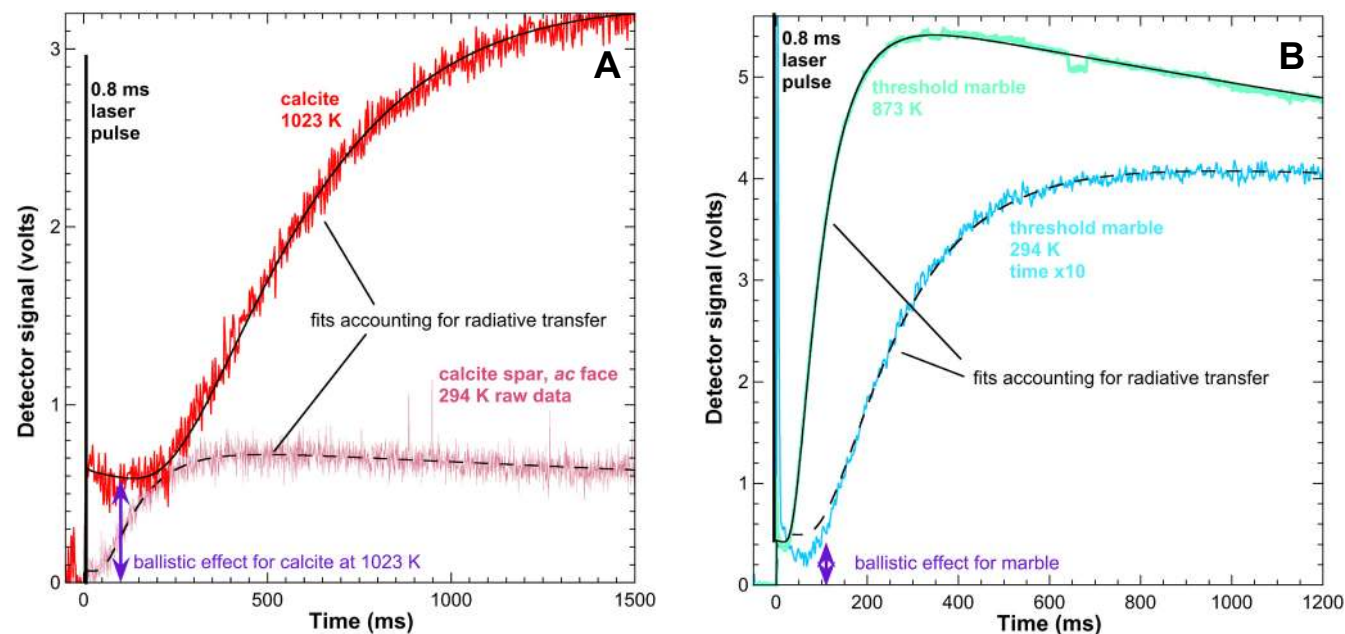 A
0.8 ms
laser
pulse
calcite
1023 K
fits accounting for radiative transfer
calcite spar, ac face
294 K raw data
ballistic effect for calcite at 1023 K
Detector signal (volts)
3
2
1
0
0
500
1000
1500
Time (ms)
B
0.8 ms
laser
pulse
threshold marble
873 K
threshold marble
294 K
time x10
fits accounting for radiative transfer
ballistic effect for marble
Detector signal (volts)
5
4
3
2
1
0
0
200
400
600
800
1000
1200
Time (ms)